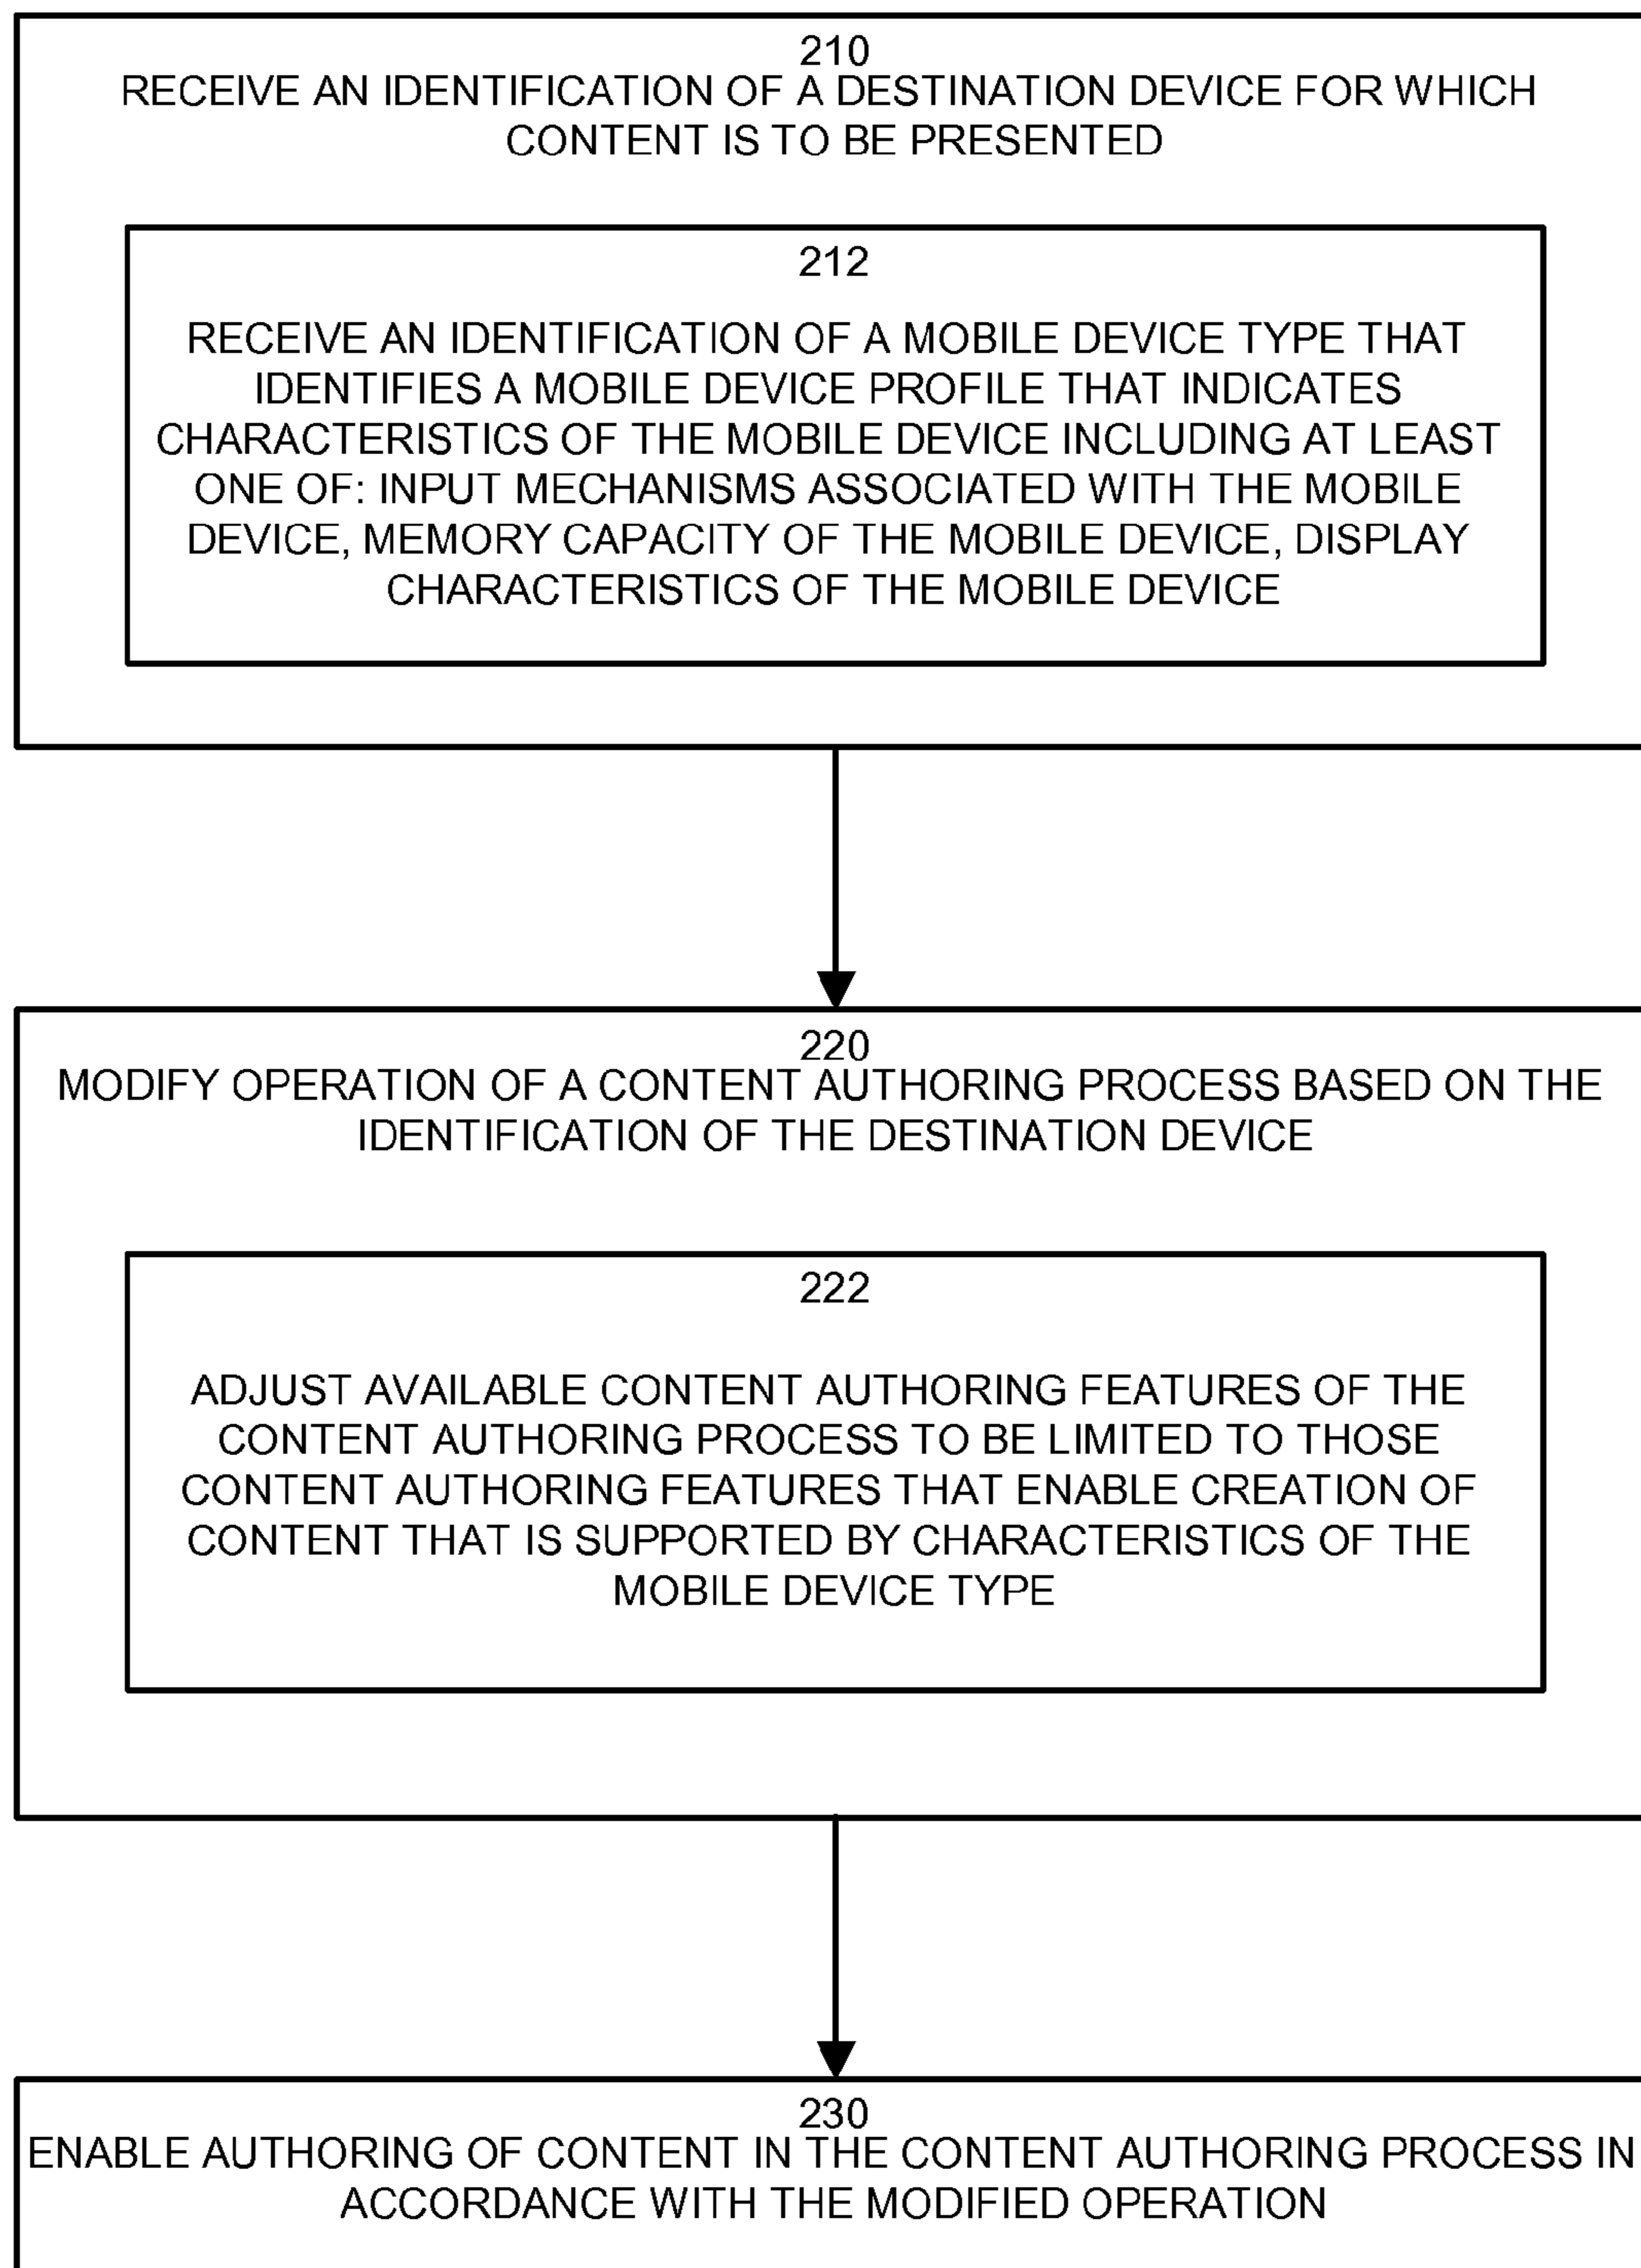 210
RECEIVE AN IDENTIFICATION OF A DESTINATION DEVICE FOR WHICH
CONTENT IS TO BE PRESENTED
212
RECEIVE AN IDENTIFICATION OF A MOBILE DEVICE TYPE THAT
IDENTIFIES A MOBILE DEVICE PROFILE THAT INDICATES
CHARACTERISTICS OF THE MOBILE DEVICE INCLUDING AT LEAST
ONE OF: INPUT MECHANISMS ASSOCIATED WITH THE MOBILE
DEVICE, MEMORY CAPACITY OF THE MOBILE DEVICE, DISPLAY
CHARACTERISTICS OF THE MOBILE DEVICE
220
MODIFY OPERATION OF A CONTENT AUTHORING PROCESS BASED ON THE
IDENTIFICATION OF THE DESTINATION DEVICE
222
ADJUST AVAILABLE CONTENT AUTHORING FEATURES OF THE
CONTENT AUTHORING PROCESS TO BE LIMITED TO THOSE
CONTENT AUTHORING FEATURES THAT ENABLE CREATION OF
CONTENT THAT IS SUPPORTED BY CHARACTERISTICS OF THE
MOBILE DEVICE TYPE
230
ENABLE AUTHORING OF CONTENT IN THE CONTENT AUTHORING PROCESS IN
ACCORDANCE WITH THE MODIFIED OPERATION